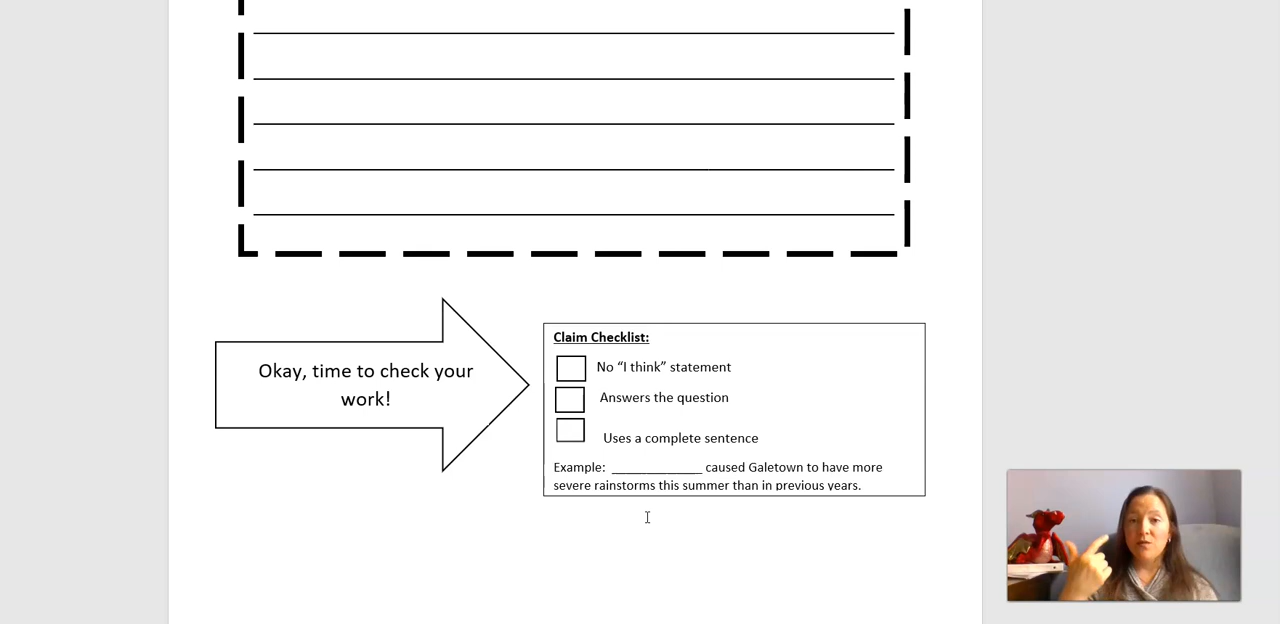 Okay, time to check your
work!
Claim Checklist:
No “I think” statement
Answers the question
Uses a complete sentence
Example: ______________ caused Galetown to have more
severe rainstorms this summer than in previous years.